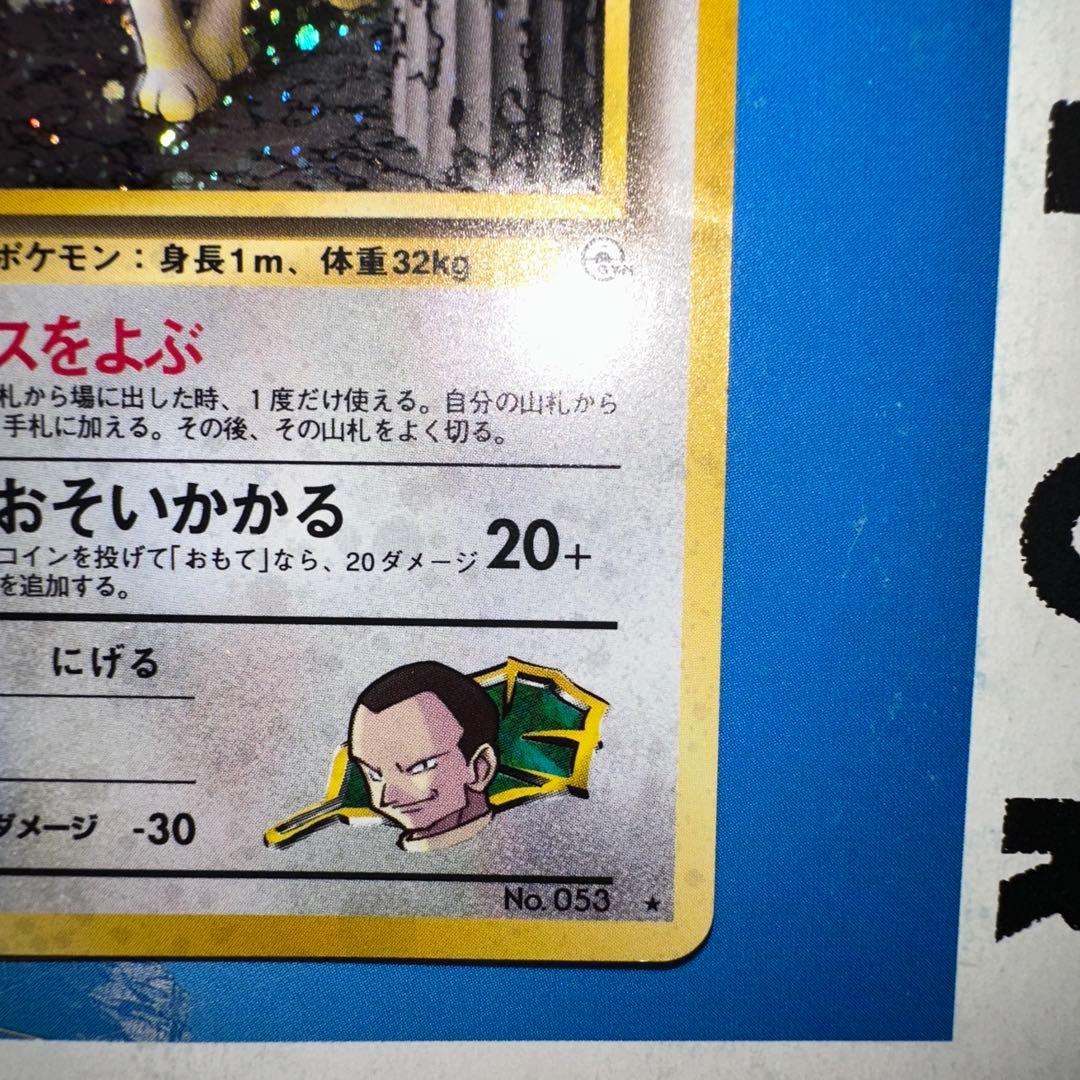 ポケモン：身長1m、体重32kg
GYM
スをよぶ
札から場に出した時、1度だけ使える。自分の山札から
手札に加える。その後、その山札をよく切る。
おそいかかる
20+
コインを投げて「おもて」なら、20ダメージ
を追加する。
にげる
ダメージ -30
No. 053 ★